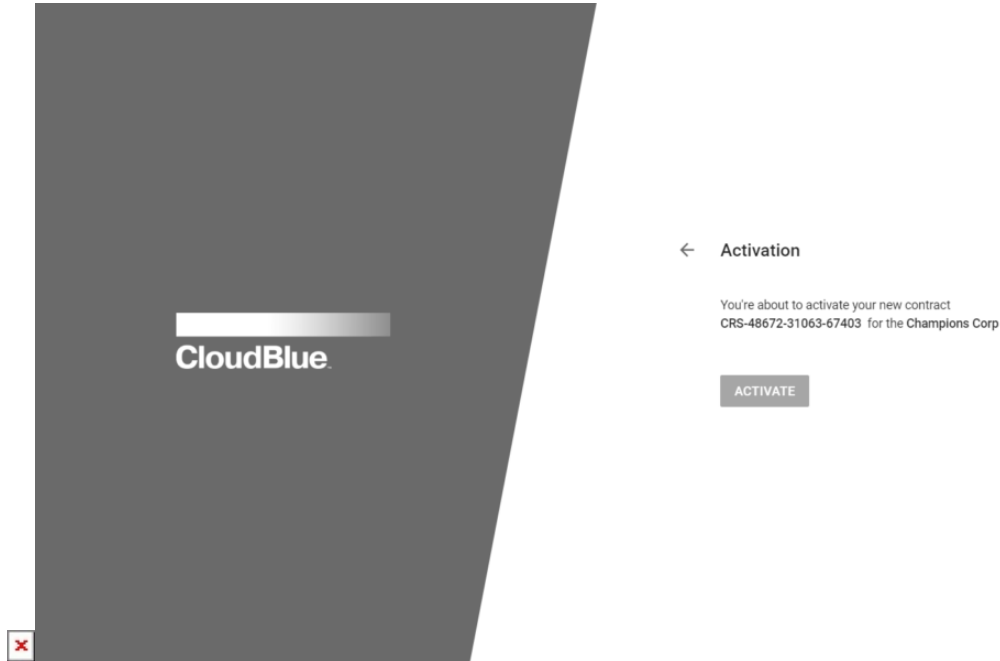 CloudBlue
Activation
You're about to activate your new contract
CRS-48672-31063-67403 for the Champions Corp
ACTIVATE